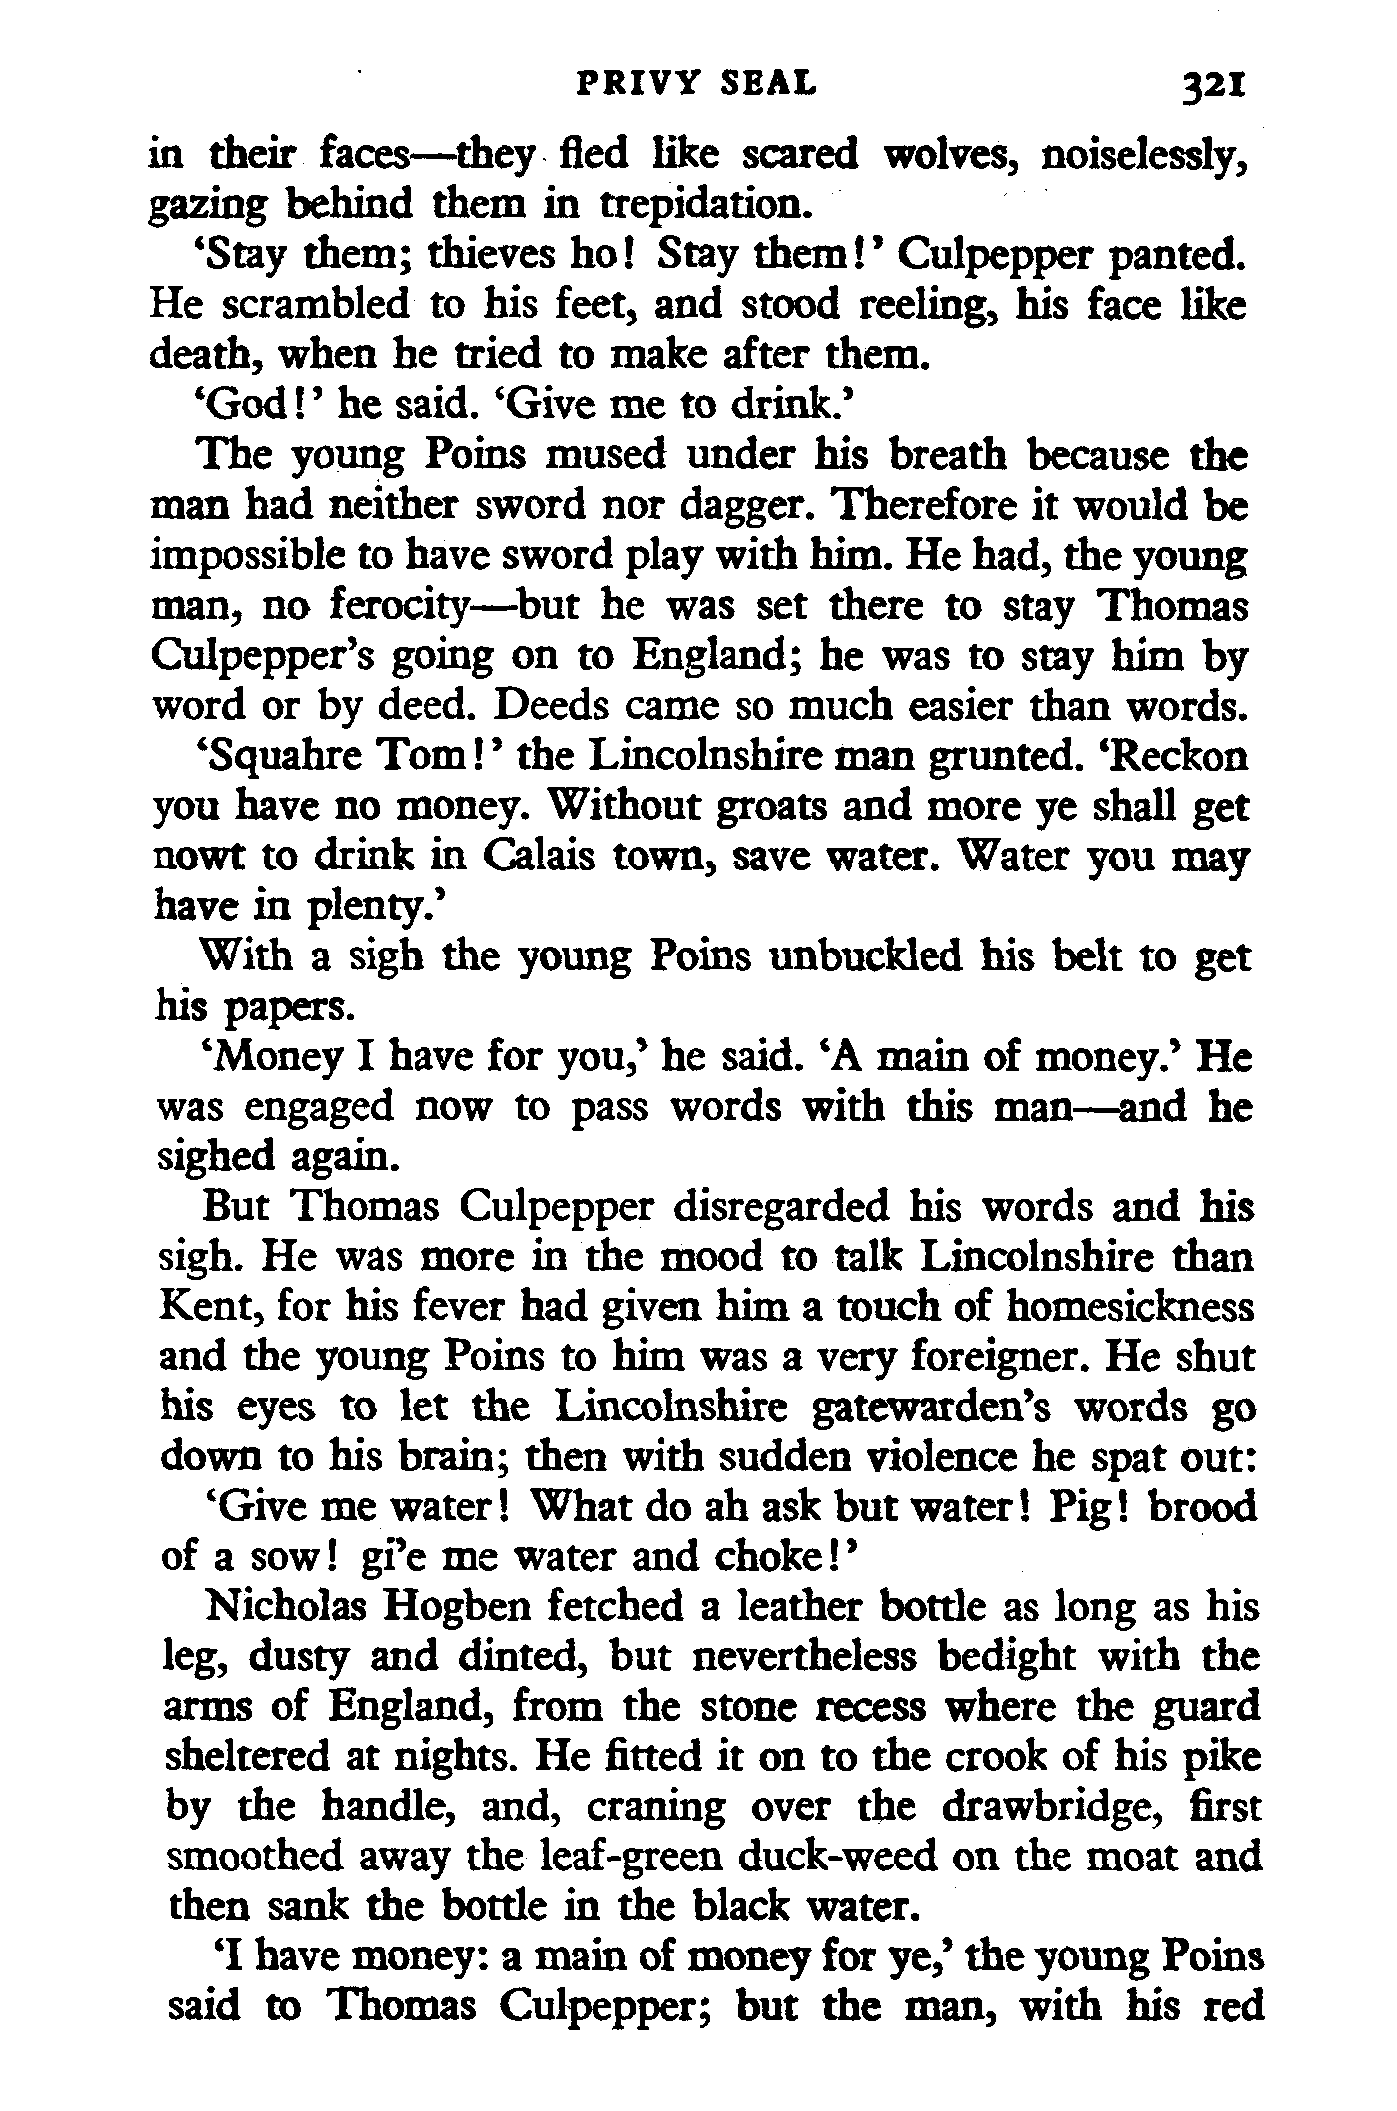 PRIVY SEAL 321
in their faces—they fled like scared wolves, noiselessly,
gazing behind them in trepidation.
‘Stay them; thieves ho! Stay them!’ Culpepper panted.
He scrambled to his feet, and stood reeling, his face like
death, when he tried to make after them.
‘God!’ he said. ‘Give me to drink.’
The young Poins mused under his breath because the
man had neither sword nor dagger. Therefore it would be
impossible to have sword play with him. He had, the young
man, no ferocity—but he was set there to stay Thomas
Culpepper’s going on to England; he was to stay him by
word or by deed. Deeds came so much easier than words.
‘Squahre Tom!’ the Lincolnshire man grunted. ‘Reckon
you have no money. Without groats and more ye shall get
nowt to drink in Calais town, save water. Water you may
have in plenty.’
With a sigh the young Poins unbuckled his belt to get
his papers.
‘Money I have for you,’ he said. ‘A main of money.’ He
was engaged now to pass words with this man—and he
sighed again.
But Thomas Culpepper disregarded his words and his
sigh. He was more in the mood to talk Lincolnshire than
Kent, for his fever had given him a touch of homesickness
and the young Poins to him was a very foreigner. He shut
his eyes to let the Lincolnshire gatewarden’s words go
down to his brain; then with sudden violence he spat out:
‘Give me water! What do ah ask but water! Pig! brood
of a sow! gi’e me water and choke!’
Nicholas Hogben fetched a leather bottle as long as his
leg, dusty and dinted, but nevertheless bedight with the
arms of England, from the stone recess where the guard
sheltered at nights. He fitted it on to the crook of his pike
by the handle, and, craning over the drawbridge, first
smoothed away the leaf-green duck-weed on the moat and
then sank the bottle in the black water.
‘I have money: a main of money for ye,’ the young Poins
said to Thomas Culpepper; but the man, with his red